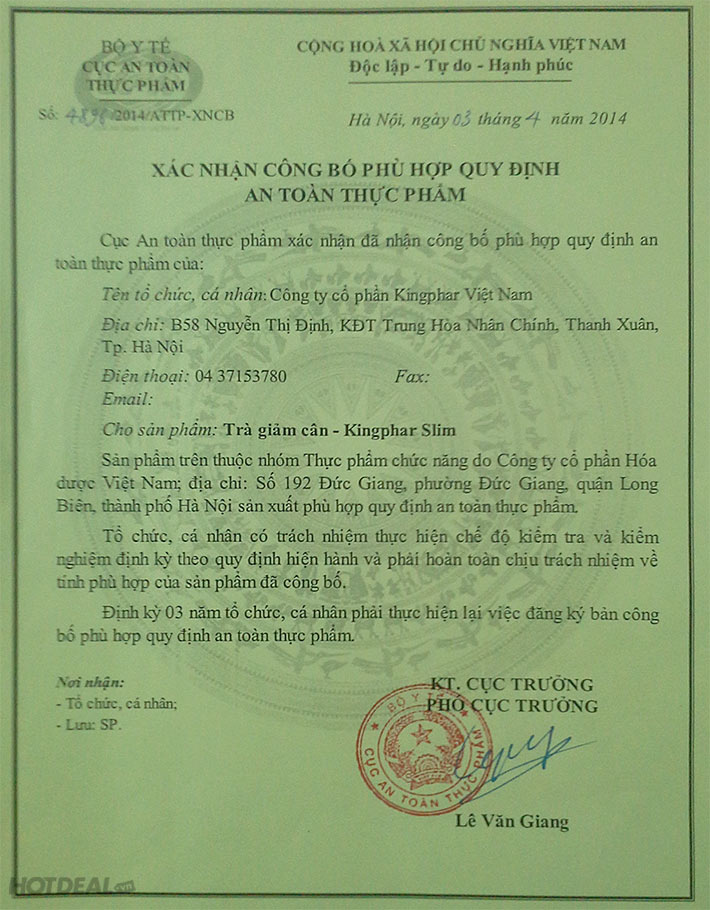 BỘ Y TẾ
CỤC AN TOÀN
THỰC PHẨM
CỘNG HOÀ XÃ HỘI CHỦ NGHĨA VIỆT NAM
Độc lập - Tự do - Hạnh phúc
Số: 4898/2014/ATTP-XNCB
Hà Nội, ngày 03 tháng 4 năm 2014
XÁC NHẬN CÔNG BỐ PHÙ HỢP QUY ĐỊNH
AN TOÀN THỰC PHẨM
Cục An toàn thực phẩm xác nhận đã nhận công bố phù hợp quy định an
toàn thực phẩm của:
Tên tổ chức, cá nhân: Công ty cổ phần Kingphar Việt Nam
Địa chỉ: B58 Nguyễn Thị Định, KĐT Trung Hòa Nhân Chính, Thanh Xuân,
Tp. Hà Nội
Điện thoại: 04 37153780 Fax:
Email:
Cho sản phẩm: Trà giảm cân - Kingphar Slim
Sản phẩm trên thuộc nhóm Thực phẩm chức năng do Công ty cổ phần Hóa
dược Việt Nam; địa chỉ: Số 192 Đức Giang, phường Đức Giang, quận Long
Biên, thành phố Hà Nội sản xuất phù hợp quy định an toàn thực phẩm.
Tổ chức, cá nhân có trách nhiệm thực hiện chế độ kiểm tra và kiểm
nghiệm định kỳ theo quy định hiện hành và phải hoàn toàn chịu trách nhiệm về
tính phù hợp của sản phẩm đã công bố.
Định kỳ 03 năm tổ chức, cá nhân phải thực hiện lại việc đăng ký bản công
bố phù hợp quy định an toàn thực phẩm.
Nơi nhận:
- Tổ chức, cá nhân;
- Lưu: SP.
KT. CỤC TRƯỞNG
PHÓ CỤC TRƯỞNG
BỘ Y TẾ
CỤC AN TOÀN THỰC PHẨM
Lê Văn Giang
HOTDEAL.vn